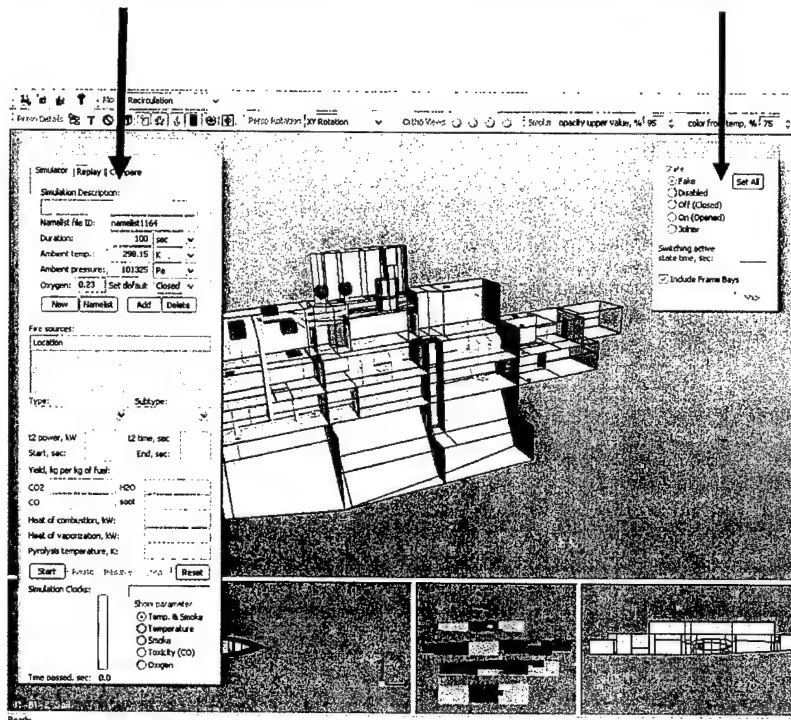 Recirculation
Perso Details Perso Rotation XY Rotation Ortho Views Smoke opacity upper value, % 95 color from temp, % 75
Simulator Replay Compare
Simulation Description:
Namelist file ID: namelist1164
Duration: 100 sec
Ambient temp.: 298.15 K
Ambient pressure: 101325 Pa
Oxygen: 0.23 Set default Closed
New Namelist Add Delete
Fire sources:
Location
Type: Subtype:
t2 power, kW t2 time, sec
Start, sec: End, sec:
Yield, kg per kg of fuel:
CO2 H2O
CO soot
Heat of combustion, kW:
Heat of vaporization, kW:
Pyrolysis temperature, K:
Start Pause Reset
Simulation Clocks:
Show parameter
Temp. & Smoke
Temperature
Smoke
Toxicity (CO)
Oxigen
Time passed, sec: 0.0
State
Fake Set All
Disabled
Off (Closed)
On (Opened)
Joiner
Switching active
state time, sec:
Include Frame Bays
Ready